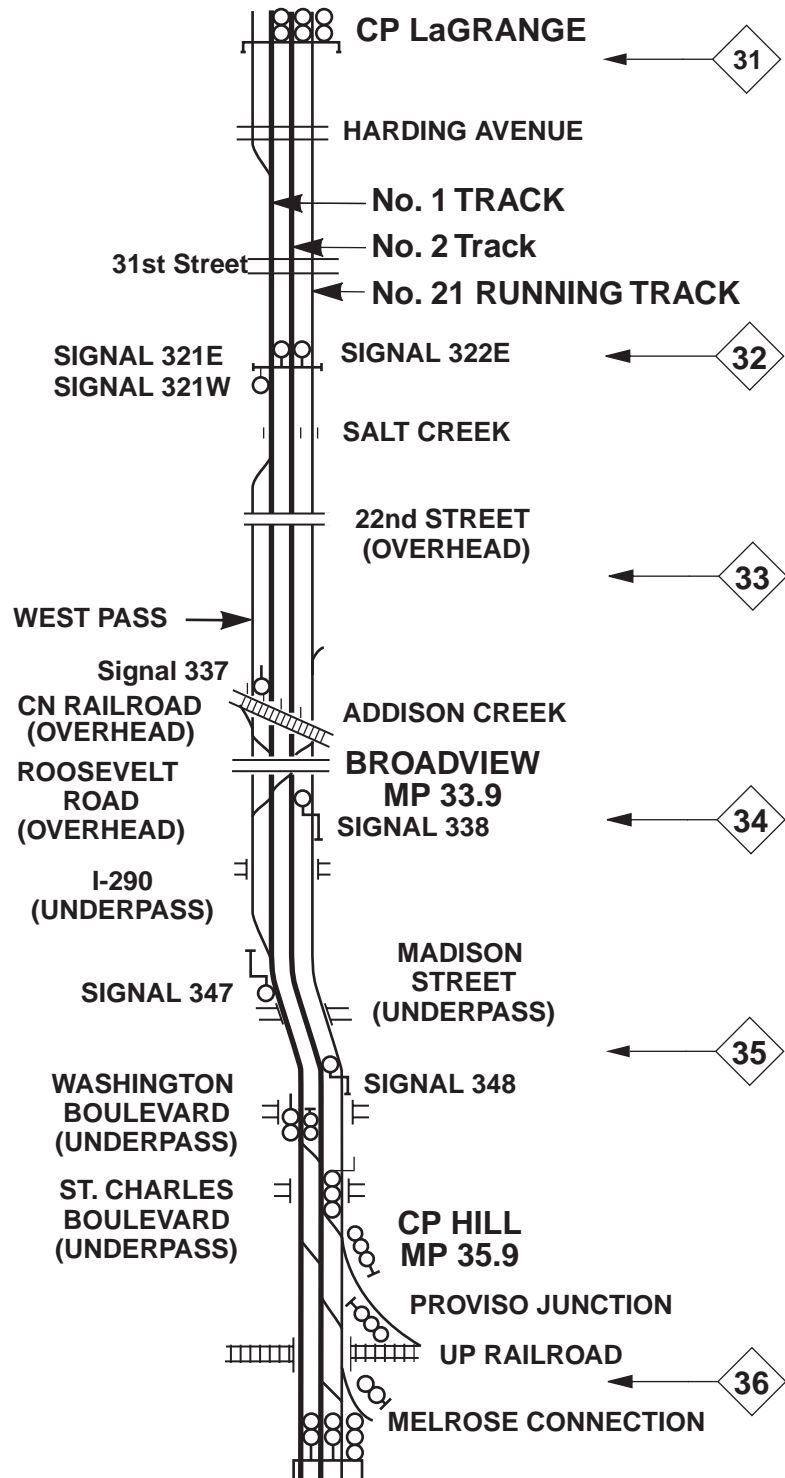 CP LaGRANGE
31
HARDING AVENUE
No. 1 TRACK
No. 2 Track
31st Street
No. 21 RUNNING TRACK
SIGNAL 321E
SIGNAL 322E
32
SIGNAL 321W
SALT CREEK
22nd STREET
(OVERHEAD)
33
WEST PASS
Signal 337
CN RAILROAD
(OVERHEAD)
ADDISON CREEK
ROOSEVELT
ROAD
(OVERHEAD)
BROADVIEW
MP 33.9
SIGNAL 338
34
I-290
(UNDERPASS)
MADISON
STREET
(UNDERPASS)
SIGNAL 347
35
WASHINGTON
BOULEVARD
(UNDERPASS)
SIGNAL 348
ST. CHARLES
BOULEVARD
(UNDERPASS)
CP HILL
MP 35.9
PROVISO JUNCTION
UP RAILROAD
36
MELROSE CONNECTION